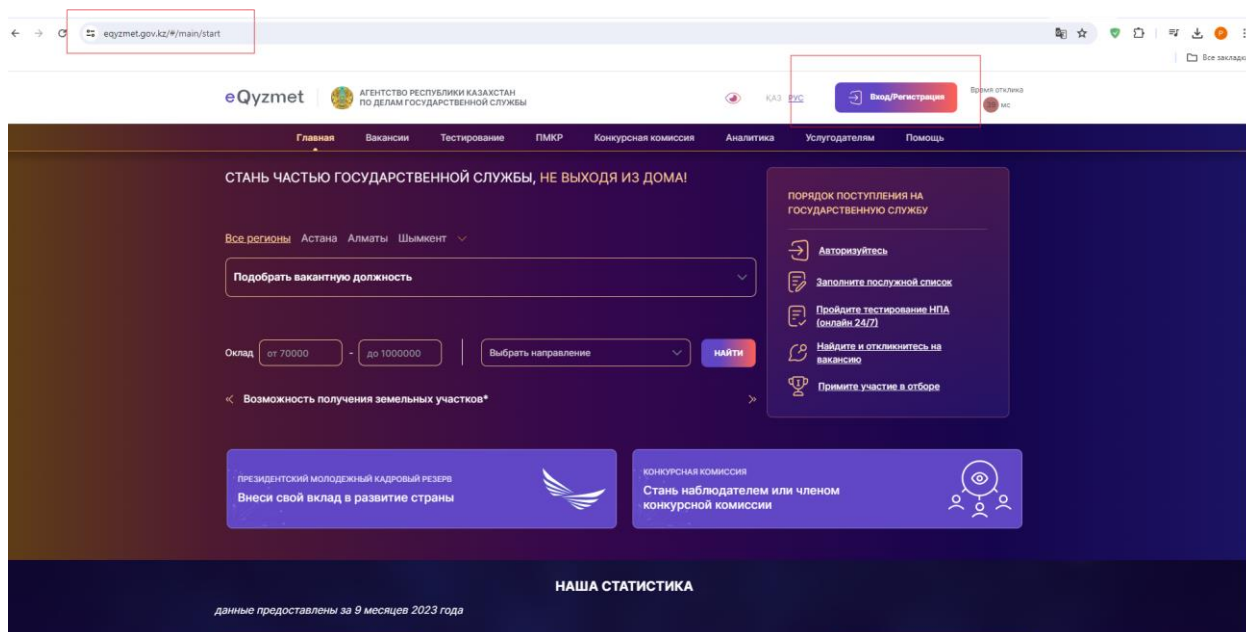 eqyzmet.gov.kz/#/main/start
Все закладки
eQyzmet
АГЕНТСТВО РЕСПУБЛИКИ КАЗАХСТАН
ПО ДЕЛАМ ГОСУДАРСТВЕННОЙ СЛУЖБЫ
ҚАЗ РУС
Вход/Регистрация
Время отклика
мс
Главная Вакансии Тестирование ПМКР Конкурсная комиссия Аналитика Услугодателям Помощь
СТАНЬ ЧАСТЬЮ ГОСУДАРСТВЕННОЙ СЛУЖБЫ, НЕ ВЫХОДЯ ИЗ ДОМА!
Все регионы Астана Алматы Шымкент
Подобрать вакантную должность
Оклад от 70000 - до 1000000 Выбрать направление НАЙТИ
« Возможность получения земельных участков* »
ПОРЯДОК ПОСТУПЛЕНИЯ НА
ГОСУДАРСТВЕННУЮ СЛУЖБУ
Авторизуйтесь
Заполните послужной список
Пройдите тестирование НПА
(онлайн 24/7)
Найдите и откликнитесь на
вакансию
Примите участие в отборе
ПРЕЗИДЕНТСКИЙ МОЛОДЕЖНЫЙ КАДРОВЫЙ РЕЗЕРВ
Внеси свой вклад в развитие страны
КОНКУРСНАЯ КОМИССИЯ
Стань наблюдателем или членом
конкурсной комиссии
НАША СТАТИСТИКА
данные предоставлены за 9 месяцев 2023 года